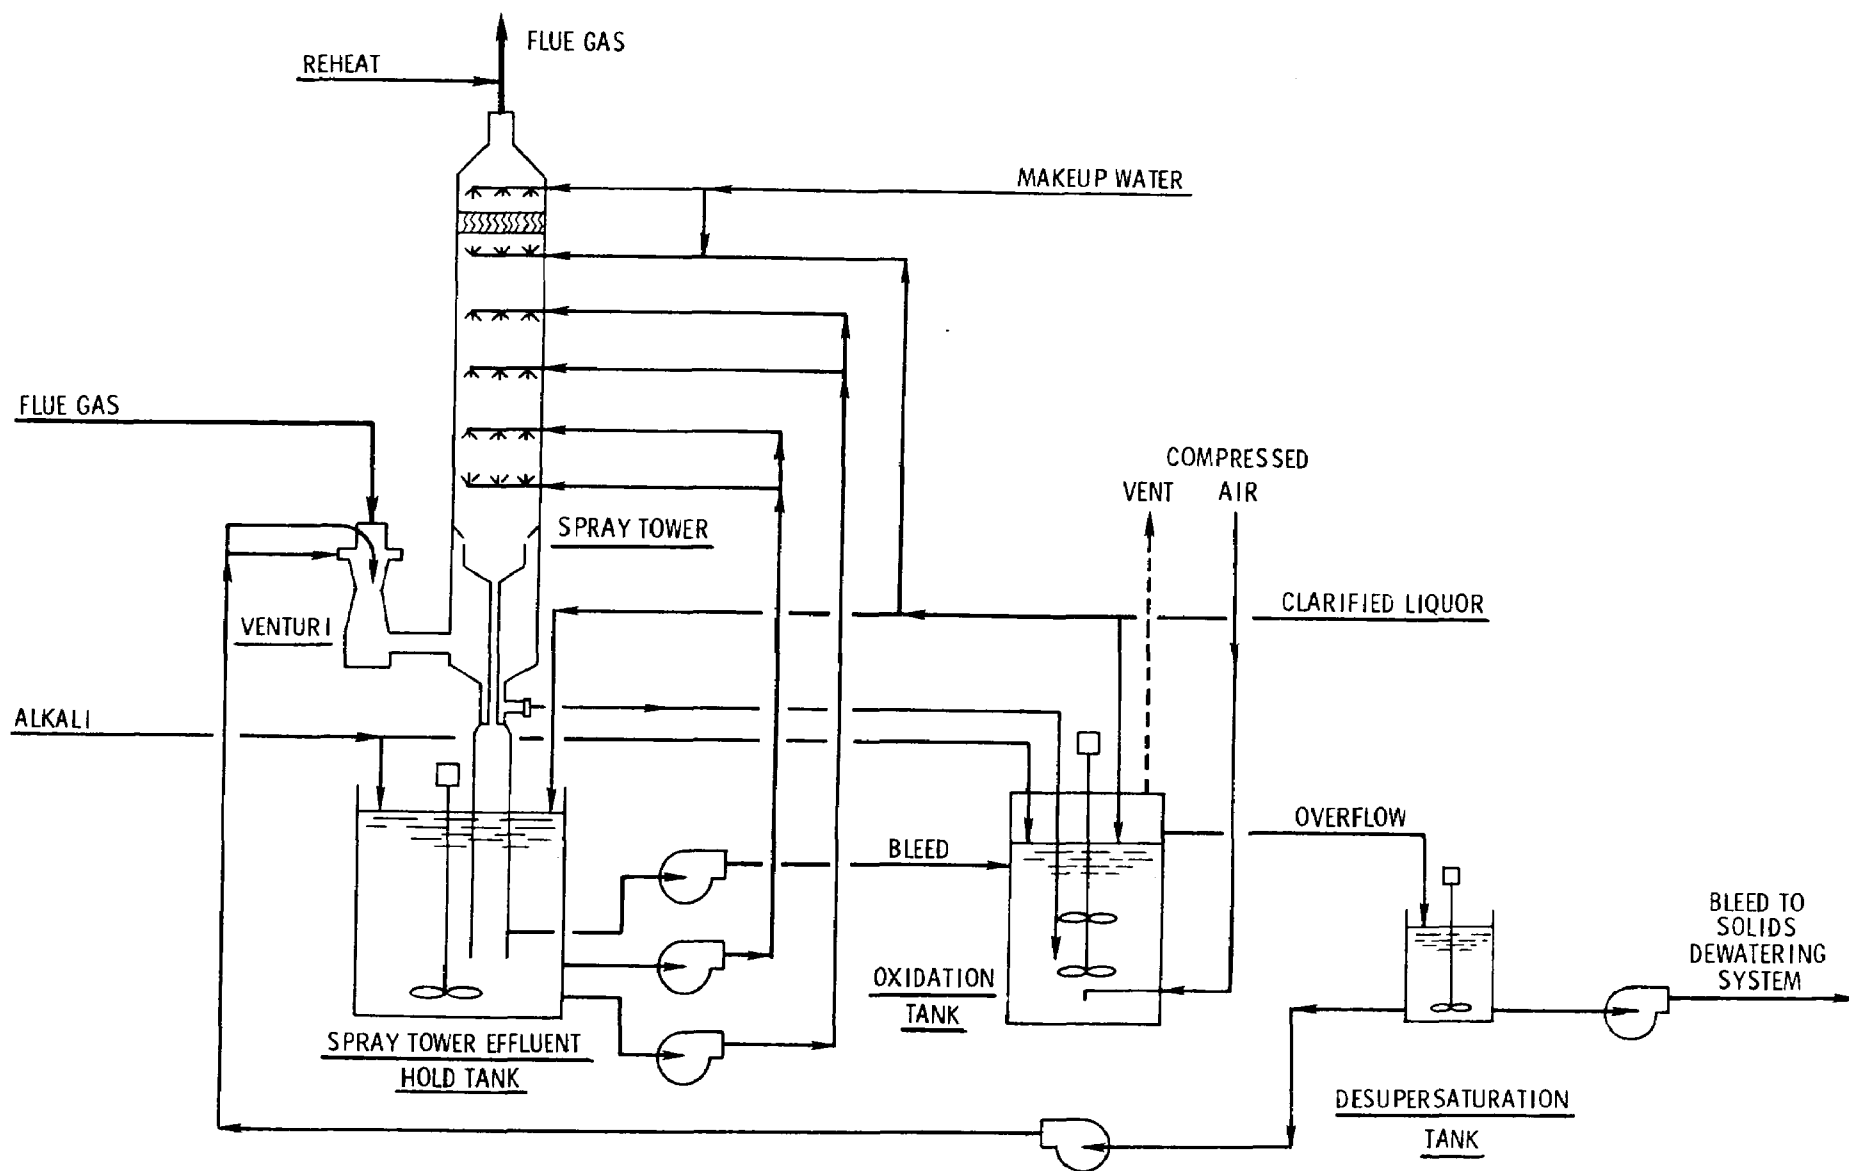 FLUE GAS
REHEAT
MAKEUP WATER
FLUE GAS
COMPRESSED
VENT AIR
SPRAY TOWER
CLARIFIED LIQUOR
VENTURI
ALKALI
OVERFLOW
BLEED
BLEED TO
SOLIDS
DEWATERING
SYSTEM
OXIDATION
TANK
SPRAY TOWER EFFLUENT
HOLD TANK
DESUPERSATURATION
TANK